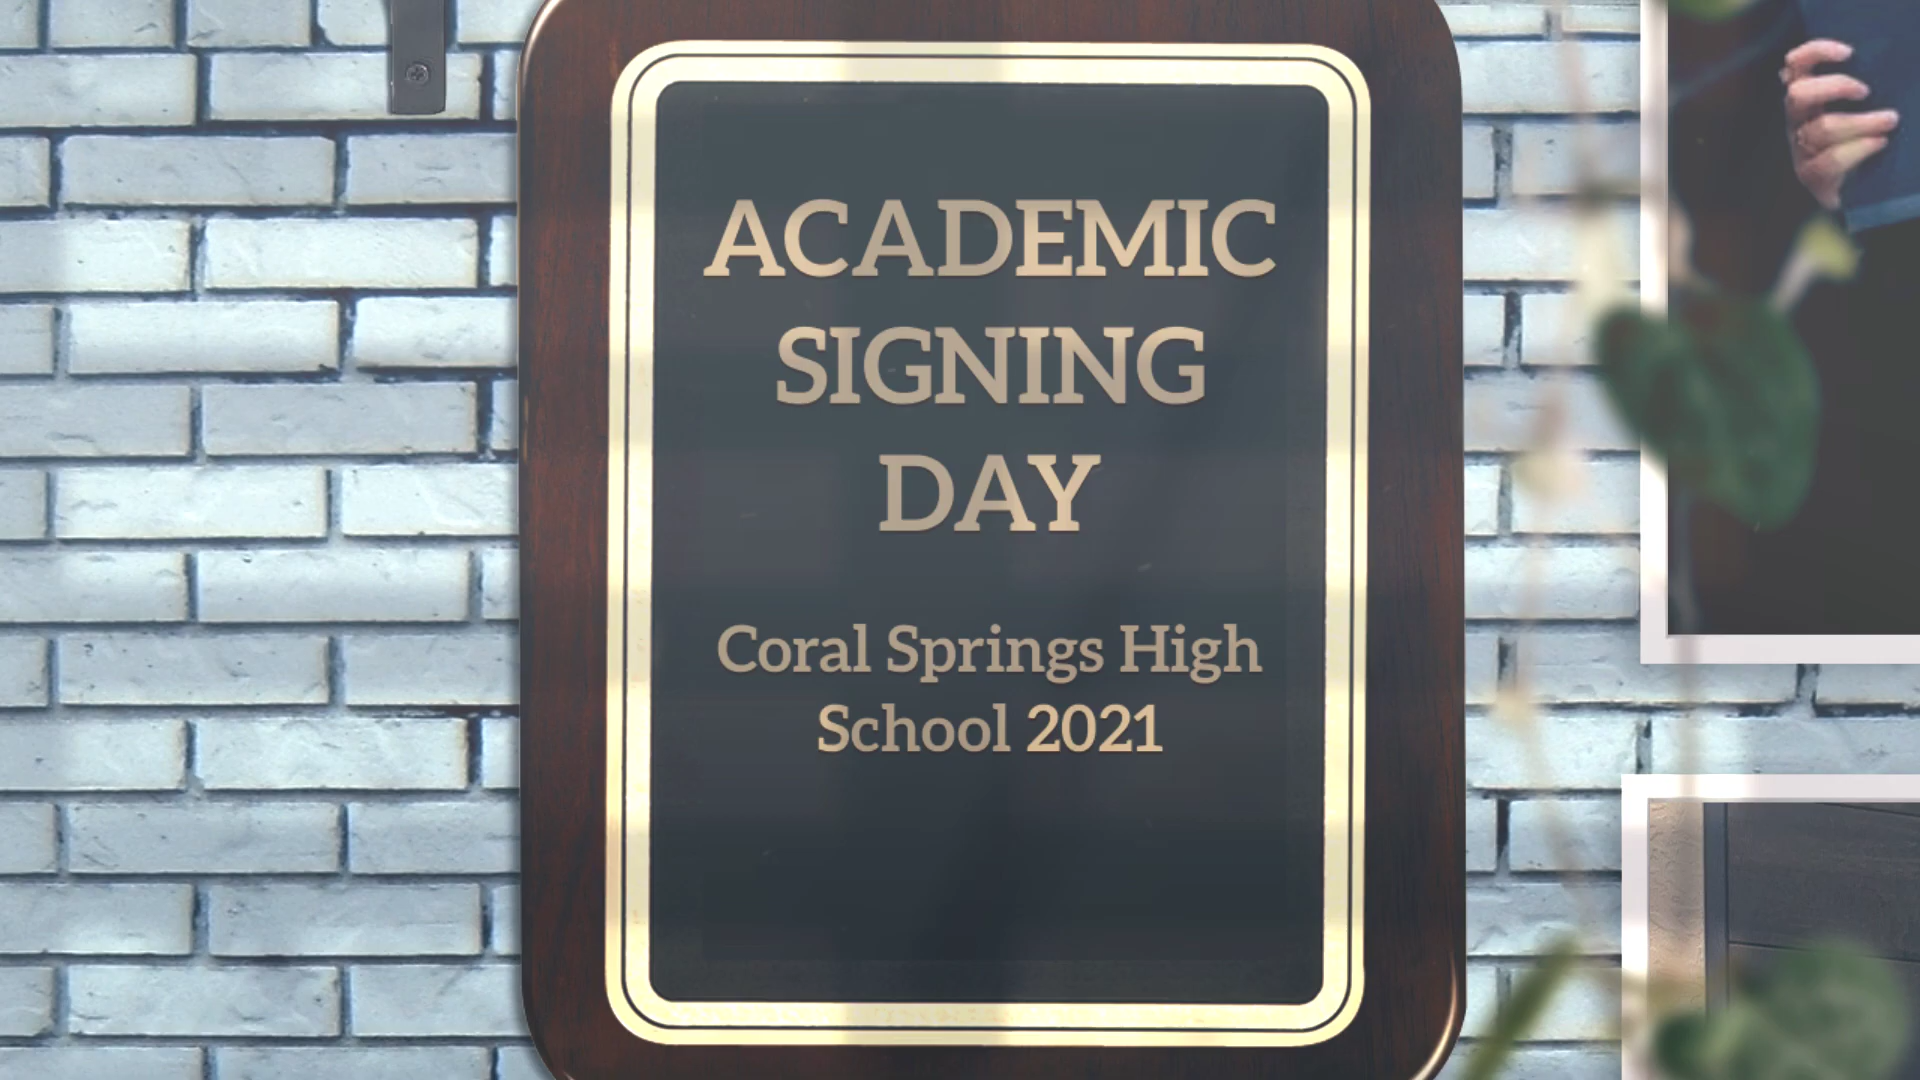 ACADEMIC
SIGNING
DAY
Coral Springs High
School 2021